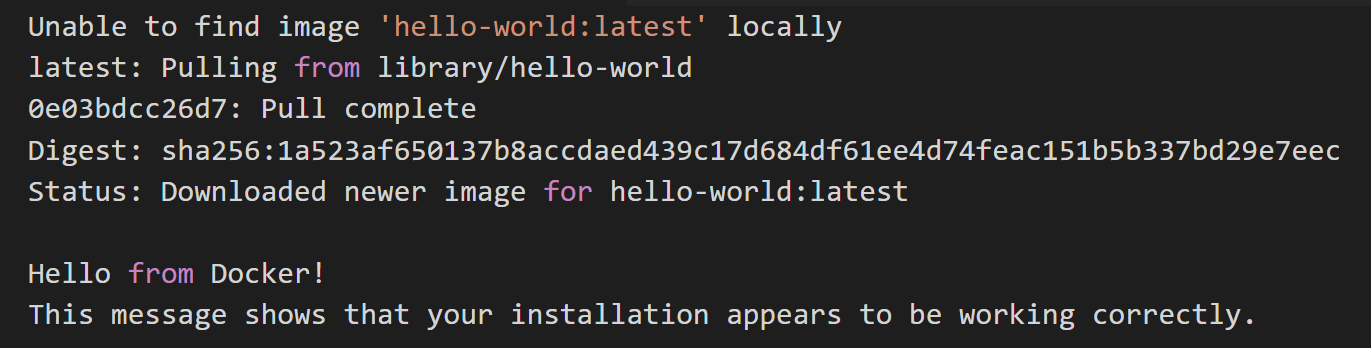 Unable to find image 'hello-world:latest' locally
latest: Pulling from library/hello-world
0e03bdcc26d7: Pull complete
Digest: sha256:1a523af650137b8accdaed439c17d684df61ee4d74feac151b5b337bd29e7eec
Status: Downloaded newer image for hello-world:latest
Hello from Docker!
This message shows that your installation appears to be working correctly.